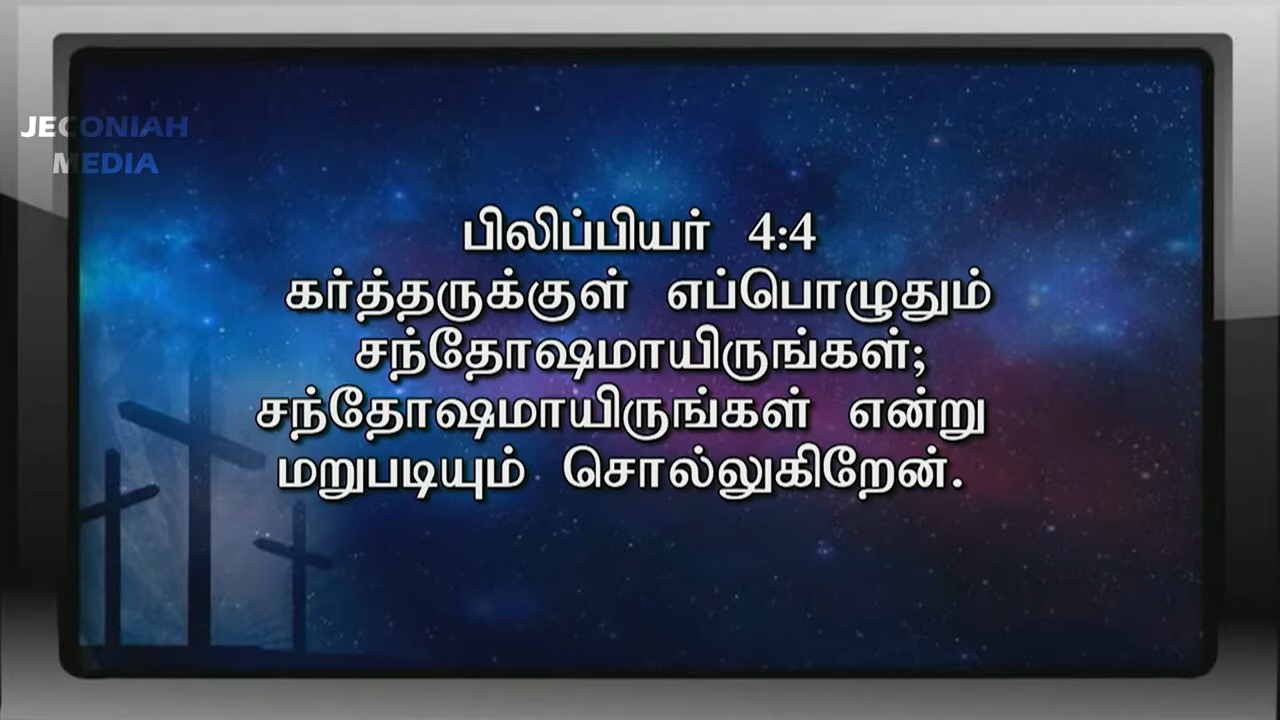 JECONIAH
MEDIA
பிலிப்பியர் 4:4
கர்த்தருக்குள் எப்பொழுதும்
சந்தோஷமாயிருங்கள்;
சந்தோஷமாயிருங்கள் என்று
மறுபடியும் சொல்லுகிறேன்.